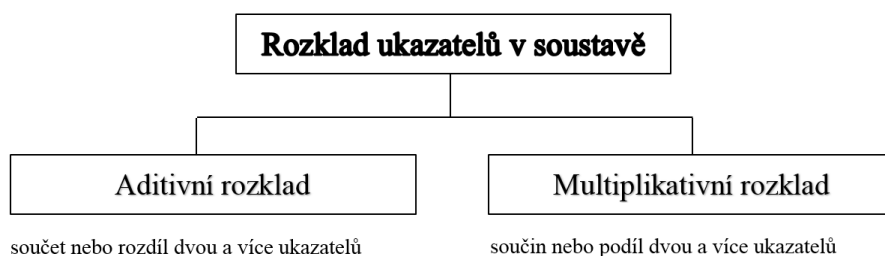 Rozklad ukazatelů v soustavě
Aditivní rozklad
Multiplikativní rozklad
součet nebo rozdíl dvou a více ukazatelů
součin nebo podíl dvou a více ukazatelů